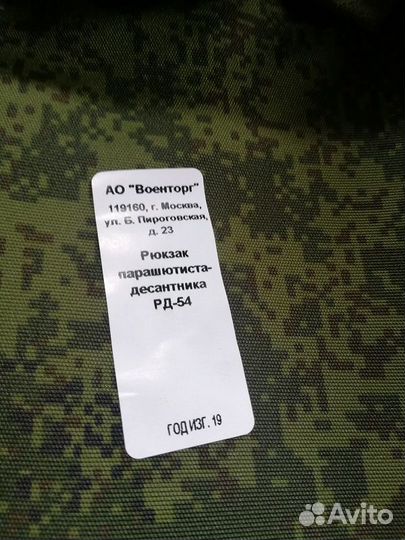 АО "Военторг"
119160, г. Москва,
ул. Б. Пироговская,
д. 23
Рюкзак
парашютиста-
десантника
РД-54
ГОД ИЗГ. 19
Avito